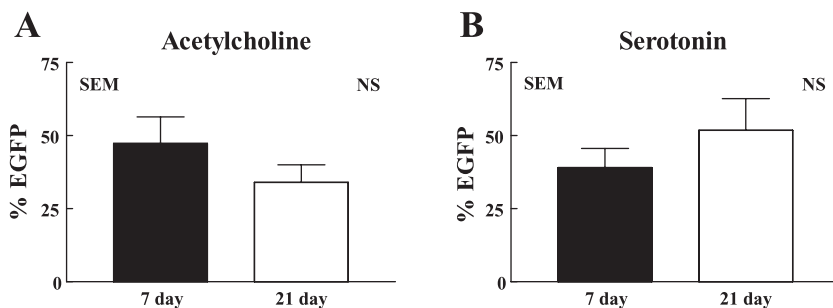 A
Acetylcholine
75
SEM
NS
50
% EGFP
25
0
7 day
21 day
B
Serotonin
75
SEM
NS
50
% EGFP
25
0
7 day
21 day